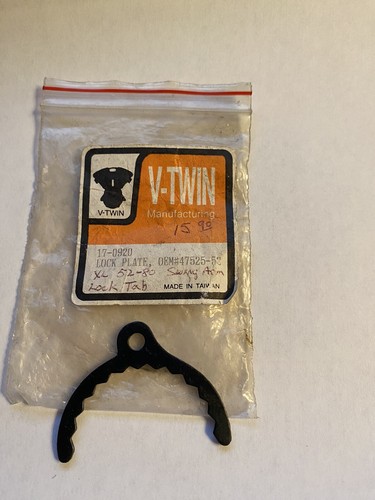 V-TWIN
V-TWIN
Manufacturing
15 99
17-0920
LOCK PLATE, OEM#47525-52
XL 52-80 Swing Arm
Lock Tab
MADE IN TAIWAN